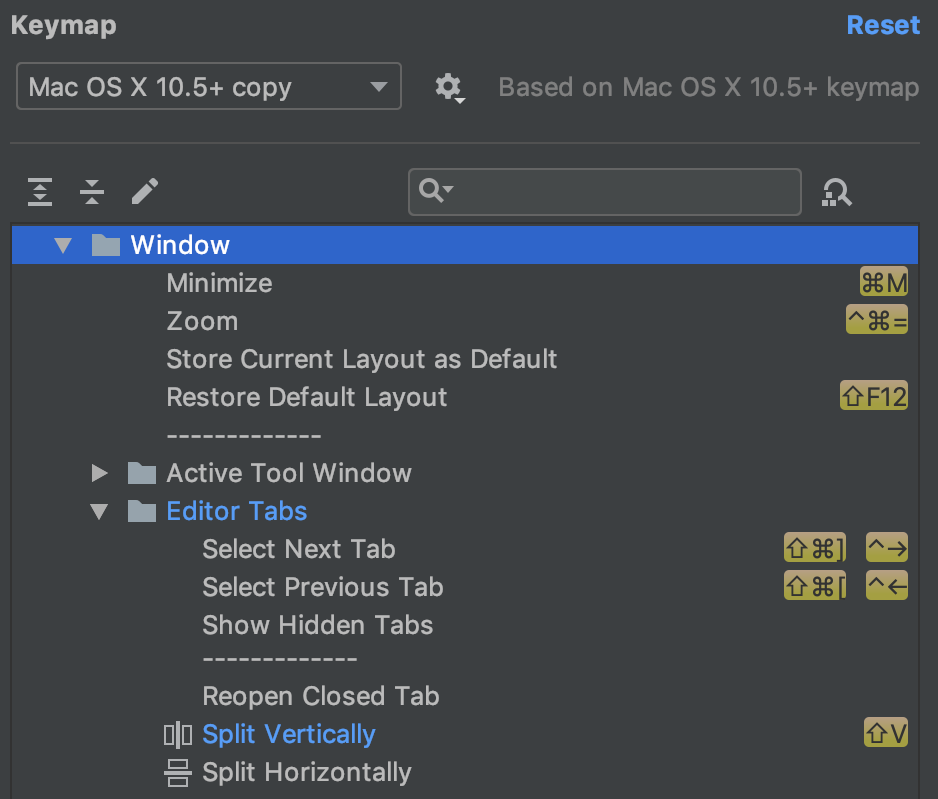 Keymap Reset
Mac OS X 10.5+ copy Based on Mac OS X 10.5+ keymap
Window
Minimize ⌘M
Zoom ^⌘=
Store Current Layout as Default
Restore Default Layout ⇧F12
-------------
Active Tool Window
Editor Tabs
Select Next Tab ⇧⌘] ^→
Select Previous Tab ⇧⌘[ ^←
Show Hidden Tabs
-------------
Reopen Closed Tab
Split Vertically ⇧V
Split Horizontally